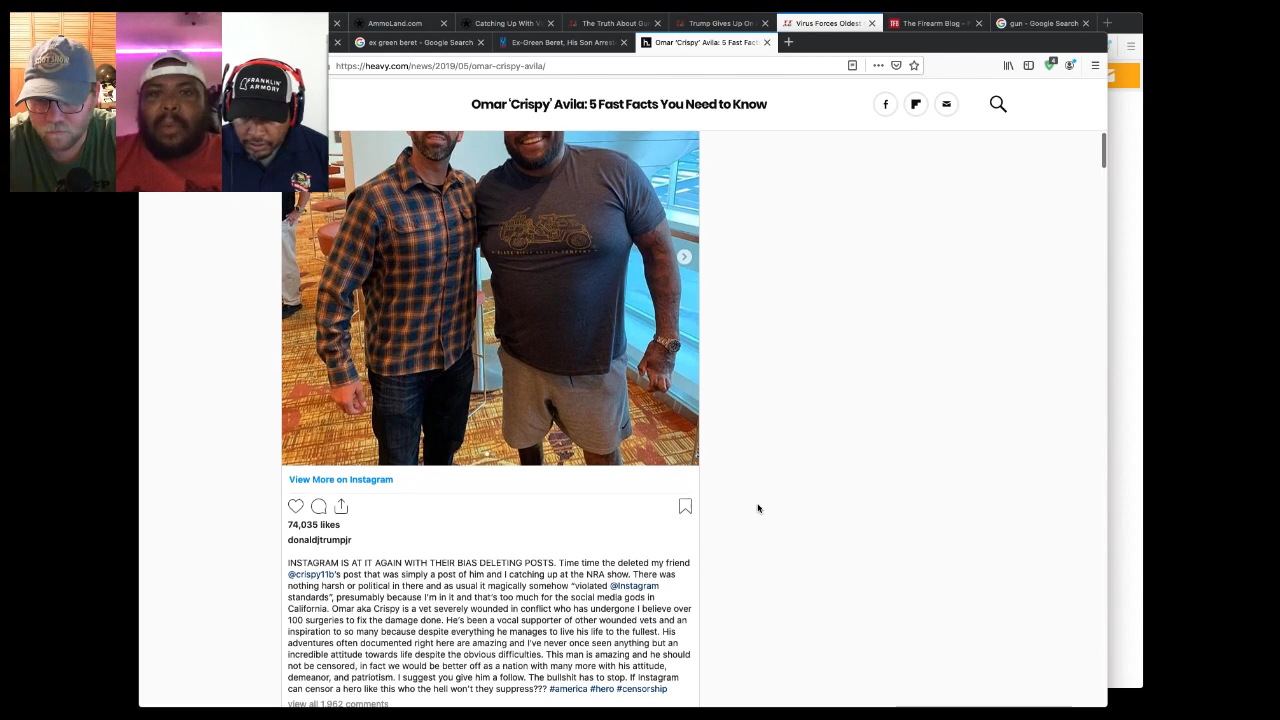 AmmoLand.com
Catching Up With Vi
The Truth About Gu
Trump Gives Up On
Virus Forces Oldest
The Firearm Blog - F
gun - Google Search
ex green beret - Google Search
Ex-Green Beret, His Son Arres
Omar 'Crispy' Avila: 5 Fast Fact
https://heavy.com/news/2019/05/omar-crispy-avila/
Omar 'Crispy' Avila: 5 Fast Facts You Need to Know
FRANKLIN
ARMORY
BLACK RIFLE COFFEE COMPANY
View More on Instagram
74,035 likes
donaldjtrumpjr
INSTAGRAM IS AT IT AGAIN WITH THEIR BIAS DELETING POSTS. Time time the deleted my friend
@crispy11b's post that was simply a post of him and I catching up at the NRA show. There was
nothing harsh or political in there and as usual it magically somehow "violated @Instagram
standards", presumably because I'm in it and that's too much for the social media gods in
California. Omar aka Crispy is a vet severely wounded in conflict who has undergone I believe over
100 surgeries to fix the damage done. He's been a vocal supporter of other wounded vets and an
inspiration to so many because despite everything he manages to live his life to the fullest. His
adventures often documented right here are amazing and I've never once seen anything but an
incredible attitude towards life despite the obvious difficulties. This man is amazing and he should
not be censored, in fact we would be better off as a nation with many more with his attitude,
demeanor, and patriotism. I suggest you give him a follow. The bullshit has to stop. If Instagram
can censor a hero like this who the hell won't they suppress??? #america #hero #censorship
view all 1,962 comments